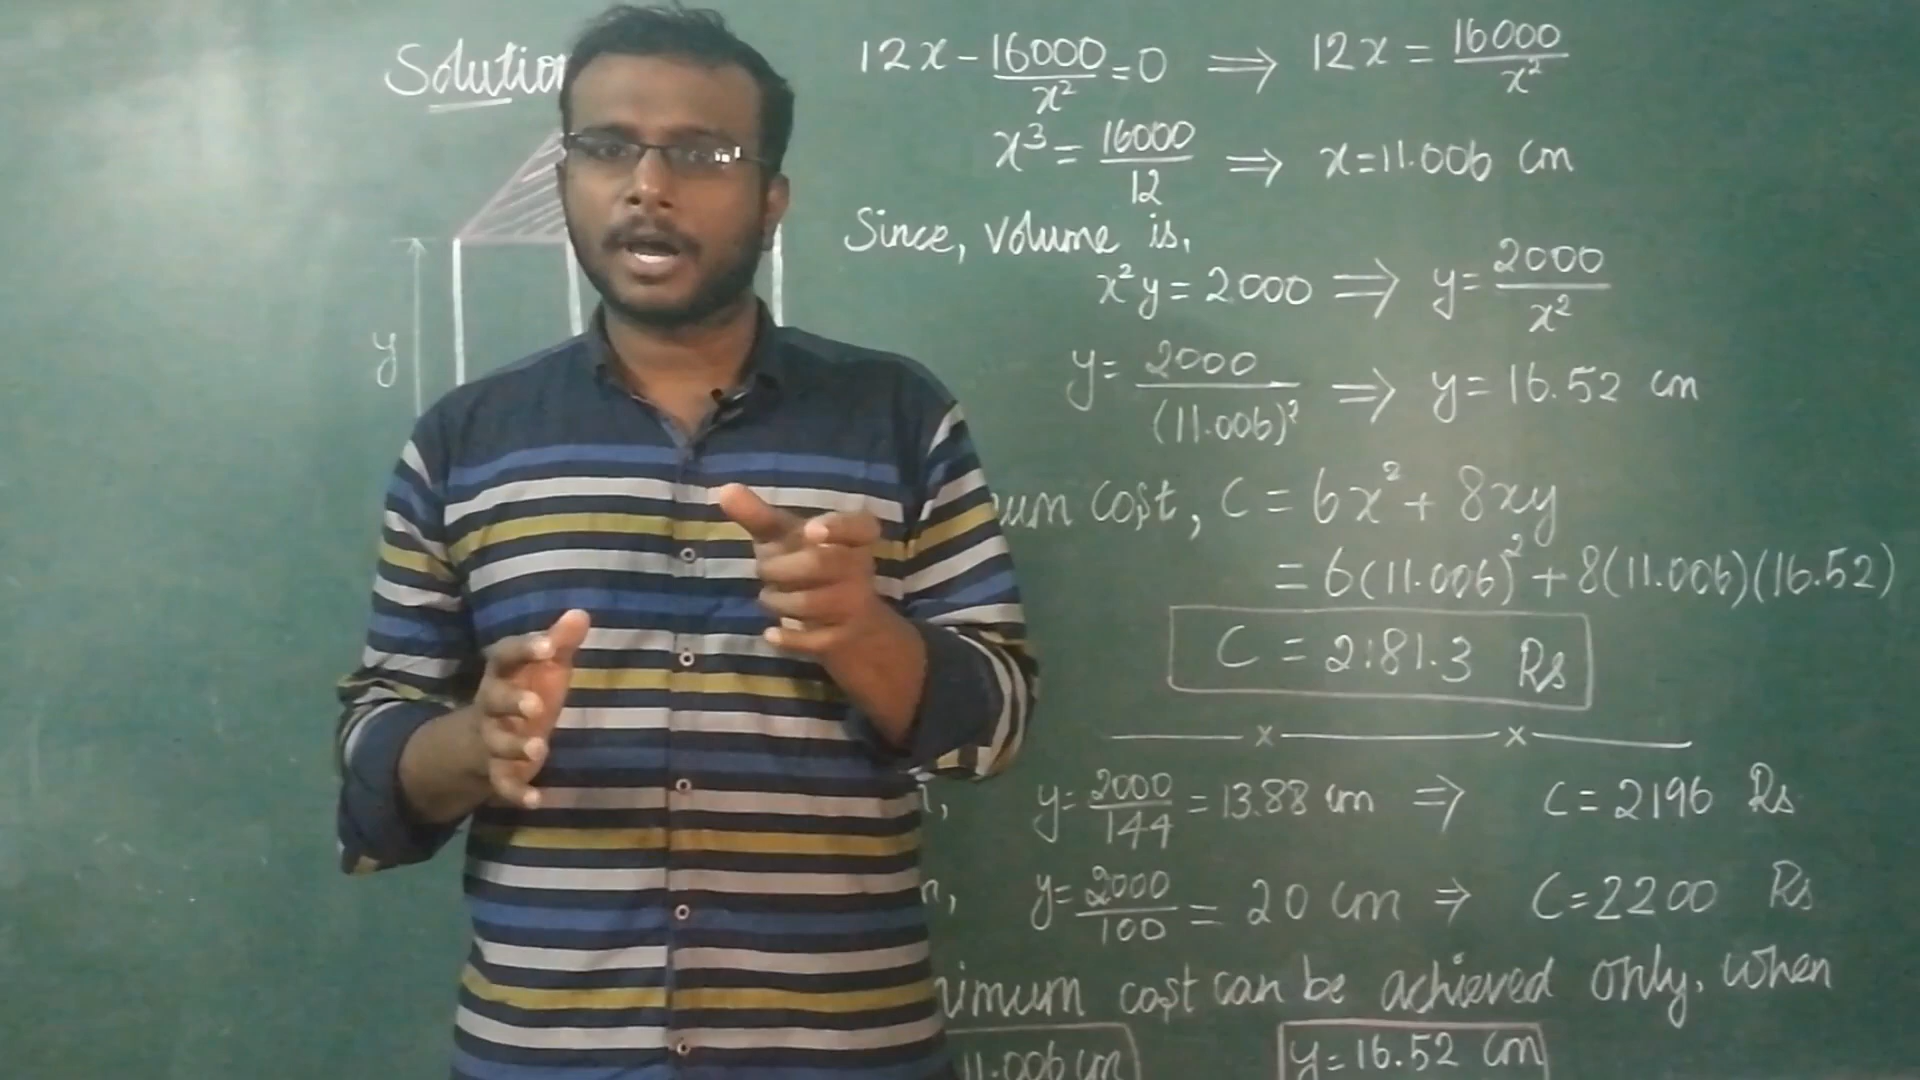 Solution
y
12x - 16000/x² = 0 ⟹ 12x = 16000/x²
x³ = 16000/12 ⟹ x = 11.006 cm
Since, volume is,
x²y = 2000 ⟹ y = 2000/x²
y = 2000/(11.006)² ⟹ y = 16.52 cm
cost, C = 6x² + 8xy
= 6(11.006)² + 8(11.006)(16.52)
C = 2181.3 Rs
x x
y = 2000/144 = 13.88 cm ⟹ C = 2196 Rs
y = 2000/100 = 20 cm ⟹ C = 2200 Rs
cost can be achieved only, when
11.006 cm y = 16.52 cm